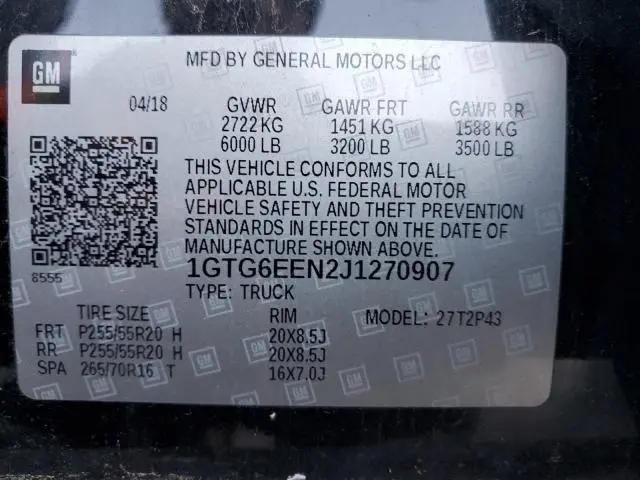 GM
MFD BY GENERAL MOTORS LLC
04/18 GVWR GAWR FRT GAWR RR
2722 KG 1451 KG 1588 KG
6000 LB 3200 LB 3500 LB
THIS VEHICLE CONFORMS TO ALL
APPLICABLE U.S. FEDERAL MOTOR
VEHICLE SAFETY AND THEFT PREVENTION
STANDARDS IN EFFECT ON THE DATE OF
MANUFACTURE SHOWN ABOVE.
8555
1GTG6EEN2J1270907
TYPE: TRUCK
TIRE SIZE RIM MODEL: 27T2P43
FRT P255/55R20 H 20X8.5J
RR P255/55R20 H 20X8.5J
SPA 265/70R16 T 16X7.0J